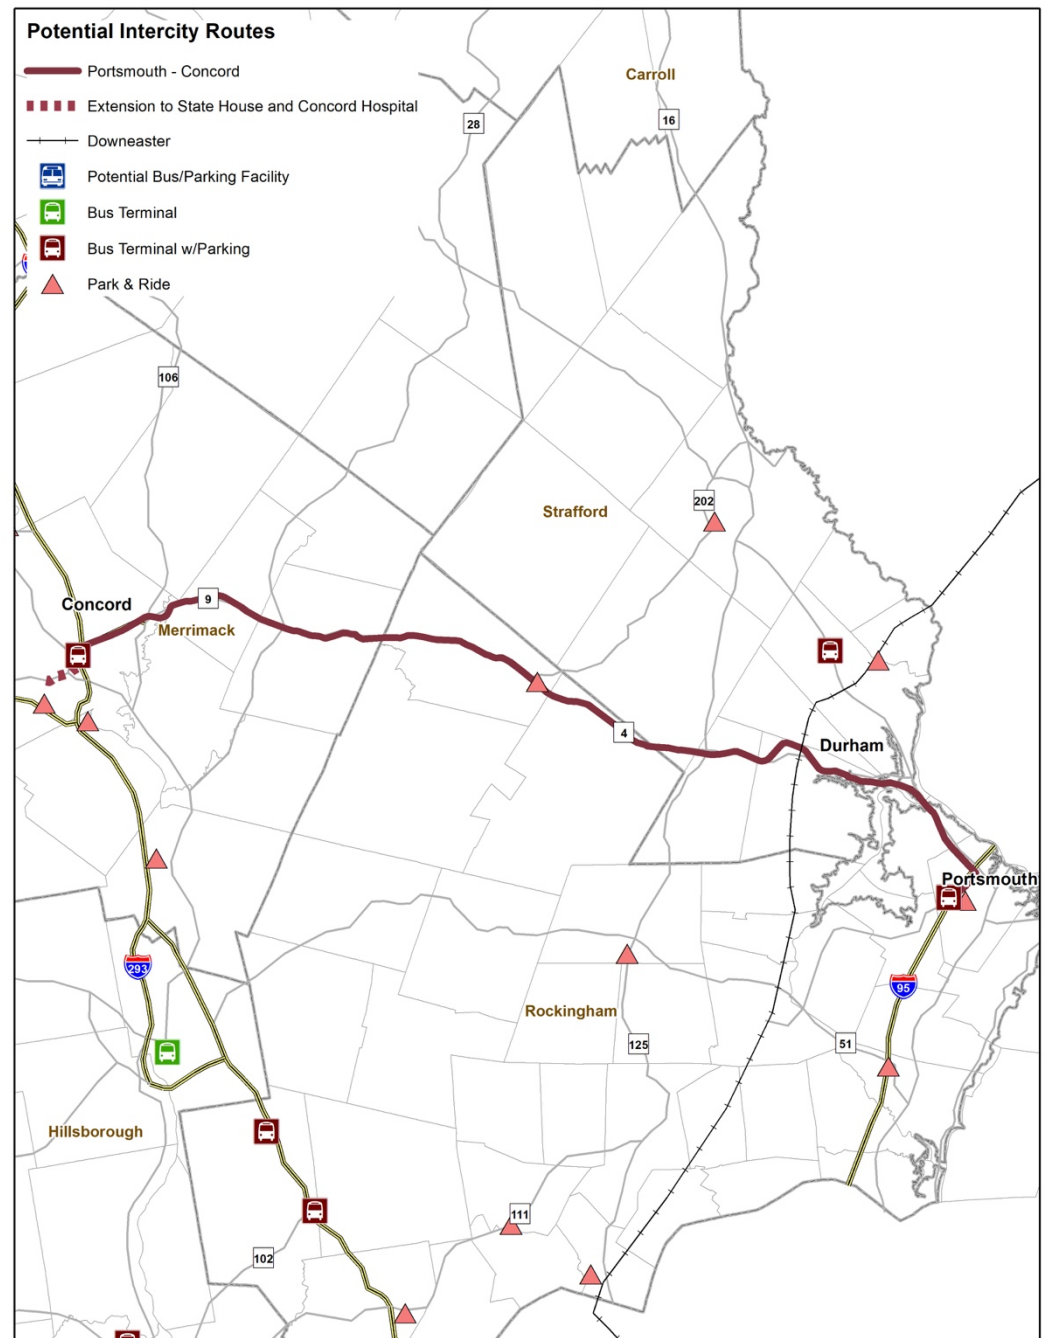 Potential Intercity Routes
Portsmouth - Concord
Extension to State House and Concord Hospital
Downeaster
Potential Bus/Parking Facility
Bus Terminal
Bus Terminal w/Parking
Park & Ride
Carroll
28
16
106
Strafford
202
Concord
9
Merrimack
4
Durham
Portsmouth
293
95
Rockingham
125
51
Hillsborough
111
102